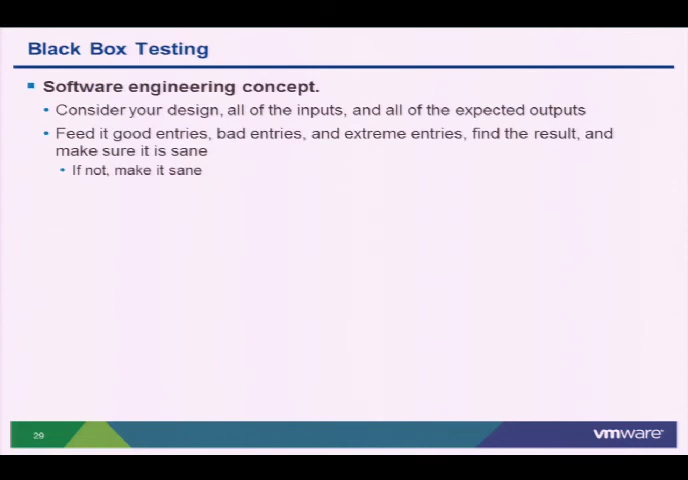 Black Box Testing
Software engineering concept.
Consider your design, all of the inputs, and all of the expected outputs
Feed it good entries, bad entries, and extreme entries, find the result, and
make sure it is sane
If not, make it sane
29
vmware